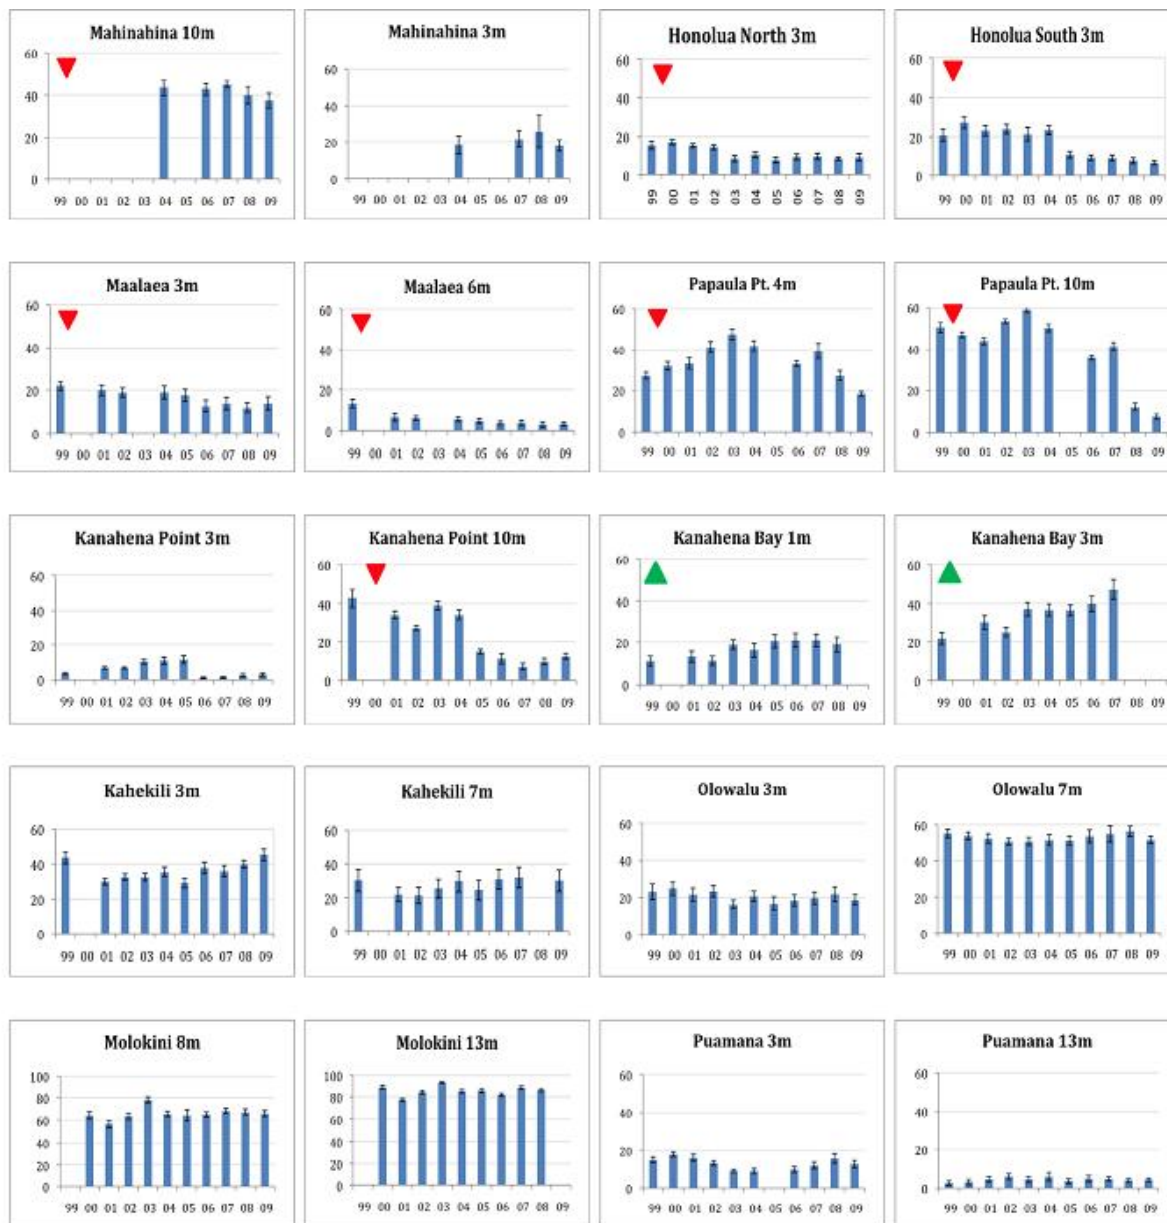 Mahinahina 10m
60
40
20
0
99 00 01 02 03 04 05 06 07 08 09
Mahinahina 3m
60
40
20
0
99 00 01 02 03 04 05 06 07 08 09
Honolua North 3m
60
40
20
0
99 00 01 02 03 04 05 06 07 08 09
Honolua South 3m
60
40
20
0
99 00 01 02 03 04 05 06 07 08 09
Maalaea 3m
60
40
20
0
99 00 01 02 03 04 05 06 07 08 09
Maalaea 6m
60
40
20
0
99 00 01 02 03 04 05 06 07 08 09
Papaula Pt. 4m
60
40
20
0
99 00 01 02 03 04 05 06 07 08 09
Papaula Pt. 10m
60
40
20
0
99 00 01 02 03 04 05 06 07 08 09
Kanahena Point 3m
60
40
20
0
99 00 01 02 03 04 05 06 07 08 09
Kanahena Point 10m
60
40
20
0
99 00 01 02 03 04 05 06 07 08 09
Kanahena Bay 1m
60
40
20
0
99 00 01 02 03 04 05 06 07 08 09
Kanahena Bay 3m
60
40
20
0
99 00 01 02 03 04 05 06 07 08 09
Kahekili 3m
60
40
20
0
99 00 01 02 03 04 05 06 07 08 09
Kahekili 7m
60
40
20
0
99 00 01 02 03 04 05 06 07 08 09
Olowalu 3m
60
40
20
0
99 00 01 02 03 04 05 06 07 08 09
Olowalu 7m
60
40
20
0
99 00 01 02 03 04 05 06 07 08 09
Molokini 8m
100
80
60
40
20
0
99 00 01 02 03 04 05 06 07 08 09
Molokini 13m
100
80
60
40
20
0
99 00 01 02 03 04 05 06 07 08 09
Puamana 3m
60
40
20
0
99 00 01 02 03 04 05 06 07 08 09
Puamana 13m
60
40
20
0
99 00 01 02 03 04 05 06 07 08 09